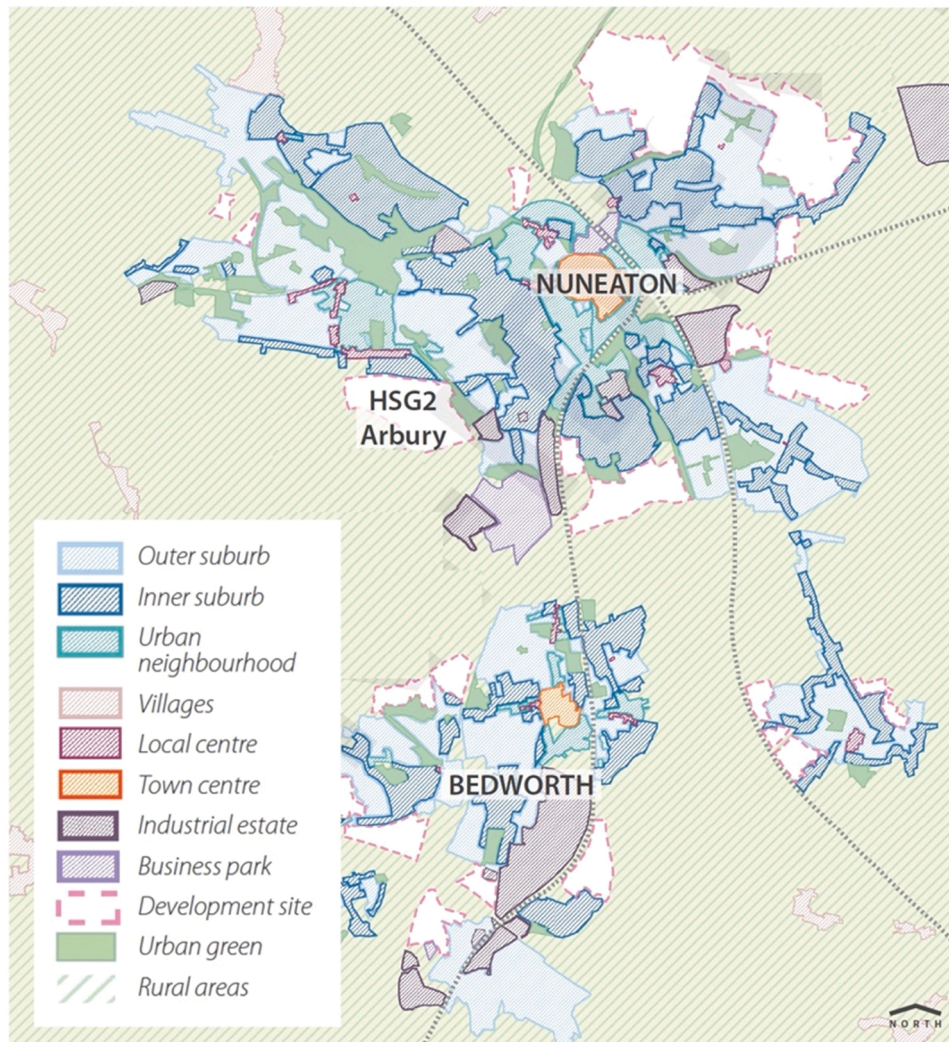 NUNEATON
HSG2
Arbury
BEDWORTH
Outer suburb
Inner suburb
Urban
neighbourhood
Villages
Local centre
Town centre
Industrial estate
Business park
Development site
Urban green
Rural areas
NORTH